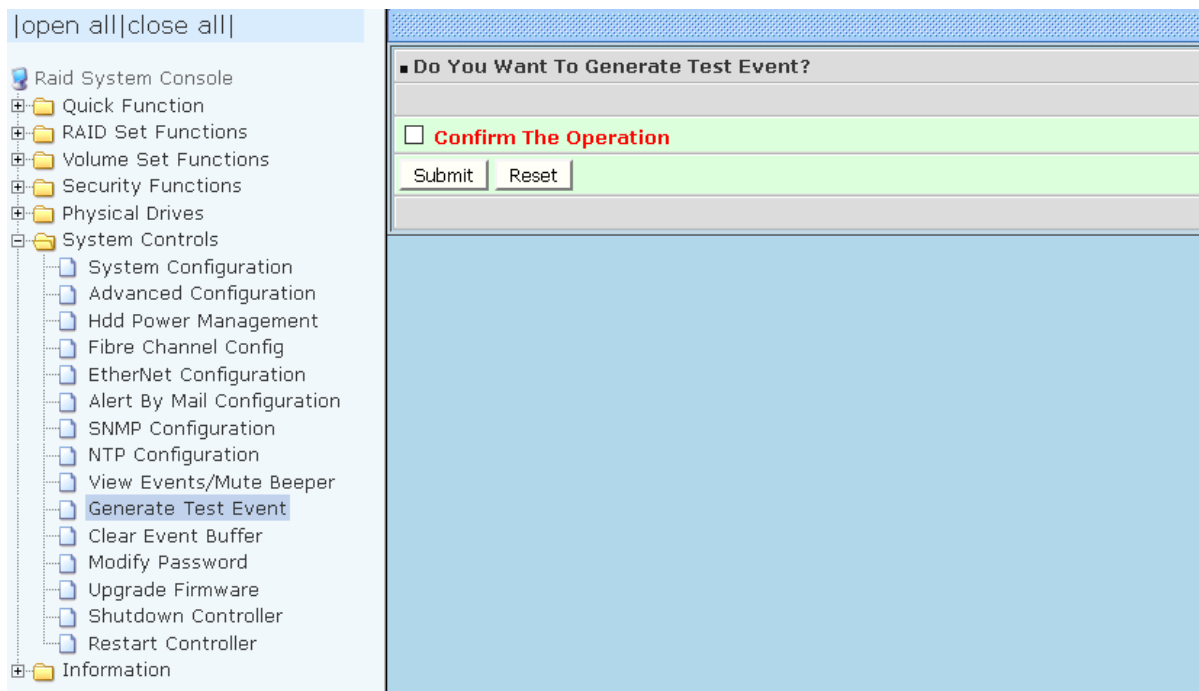 |open all|close all|
Raid System Console
Quick Function
RAID Set Functions
Volume Set Functions
Security Functions
Physical Drives
System Controls
System Configuration
Advanced Configuration
Hdd Power Management
Fibre Channel Config
EtherNet Configuration
Alert By Mail Configuration
SNMP Configuration
NTP Configuration
View Events/Mute Beeper
Generate Test Event
Clear Event Buffer
Modify Password
Upgrade Firmware
Shutdown Controller
Restart Controller
Information
Do You Want To Generate Test Event?
Confirm The Operation
Submit Reset